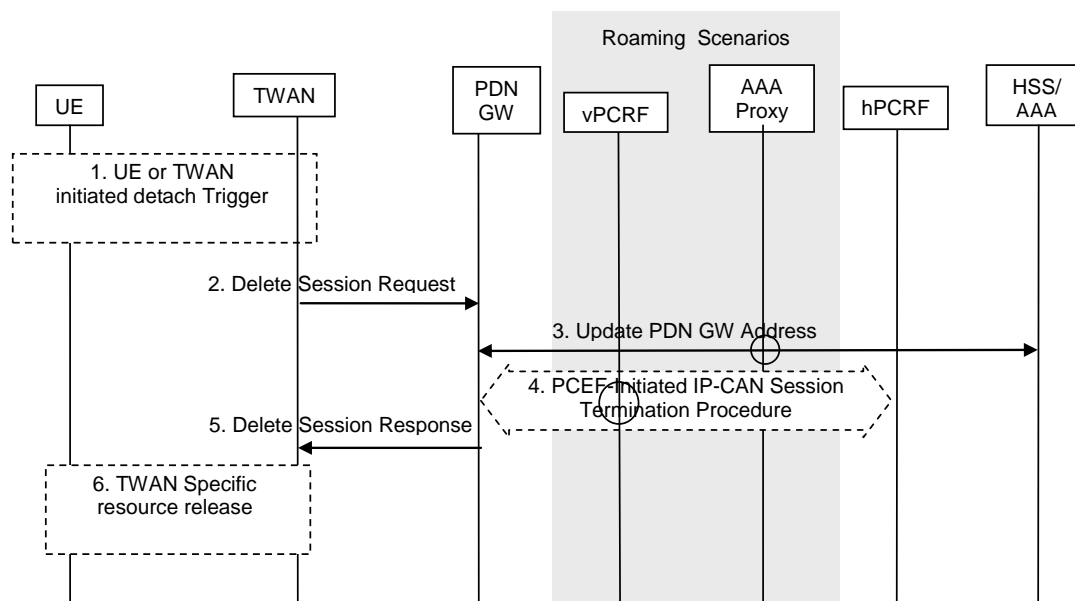 Roaming Scenarios
UE
TWAN
PDN
GW
vPCRF
AAA
Proxy
hPCRF
HSS/
AAA
1. UE or TWAN
initiated detach Trigger
2. Delete Session Request
3. Update PDN GW Address
4. PCEF-Initiated IP-CAN Session
Termination Procedure
5. Delete Session Response
6. TWAN Specific
resource release